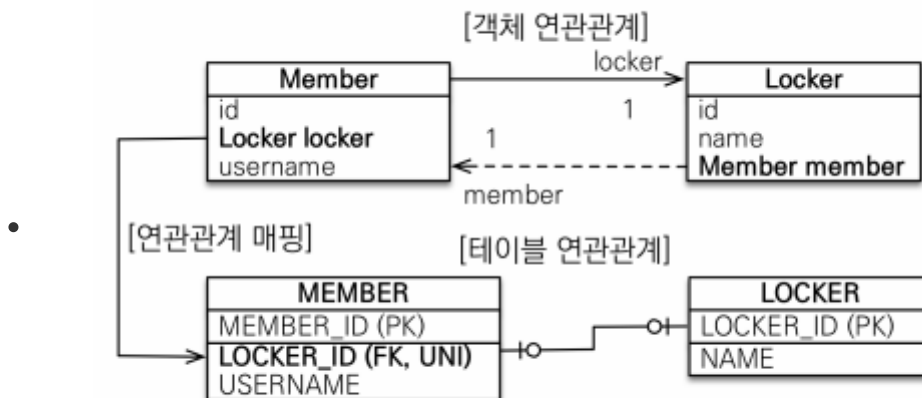 [객체 연관관계]
Member
id
Locker locker
username
locker
1
1
member
Locker
id
name
Member member
[연관관계 매핑]
[테이블 연관관계]
MEMBER
MEMBER_ID (PK)
LOCKER_ID (FK, UNI)
USERNAME
LOCKER
LOCKER_ID (PK)
NAME